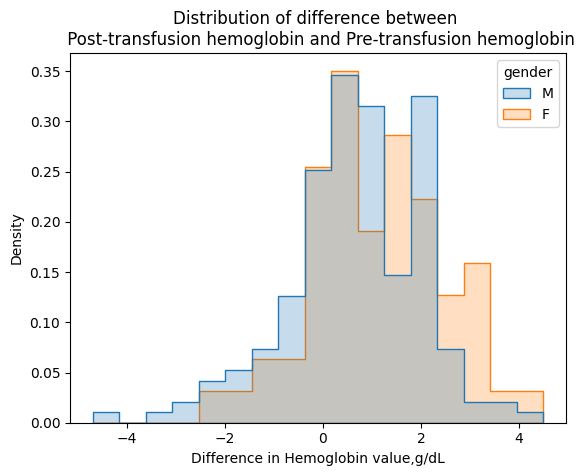 Distribution of difference between
Post-transfusion hemoglobin and Pre-transfusion hemoglobin
gender
M
F
0.35
0.30
0.25
0.20
0.15
0.10
0.05
0.00
Density
−4
−2
0
2
4
Difference in Hemoglobin value,g/dL